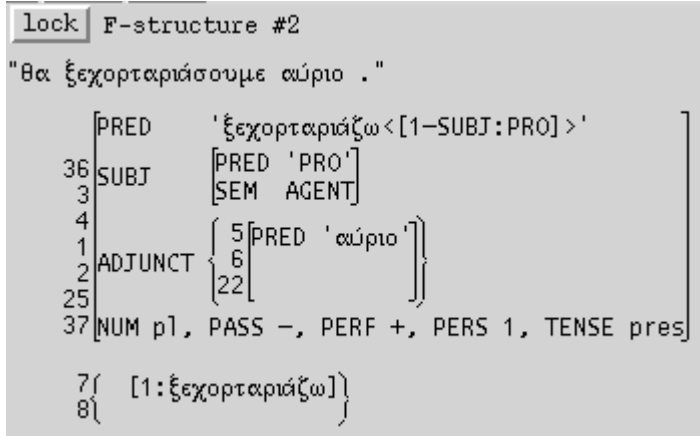 lock F-structure #2
"θα ξεχορταριάσουμε αύριο ."
PRED 'ξεχορταριάζω<[1-SUBJ:PRO]>'
36 SUBJ PRED 'PRO'
3 SEM AGENT
4
1 ADJUNCT 5 PRED 'αύριο'
2 6
25 22
37 NUM pl, PASS −, PERF +, PERS 1, TENSE pres
7 [1:ξεχορταριάζω]
8